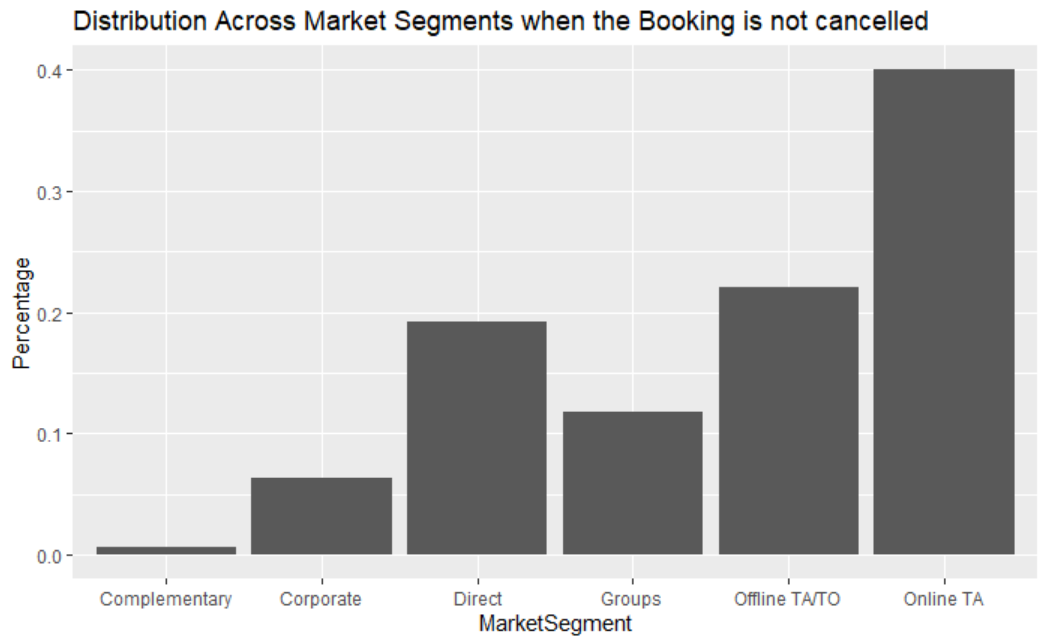 Distribution Across Market Segments when the Booking is not cancelled
Percentage
0.4
0.3
0.2
0.1
0.0
Complementary Corporate Direct Groups Offline TA/TO Online TA
MarketSegment